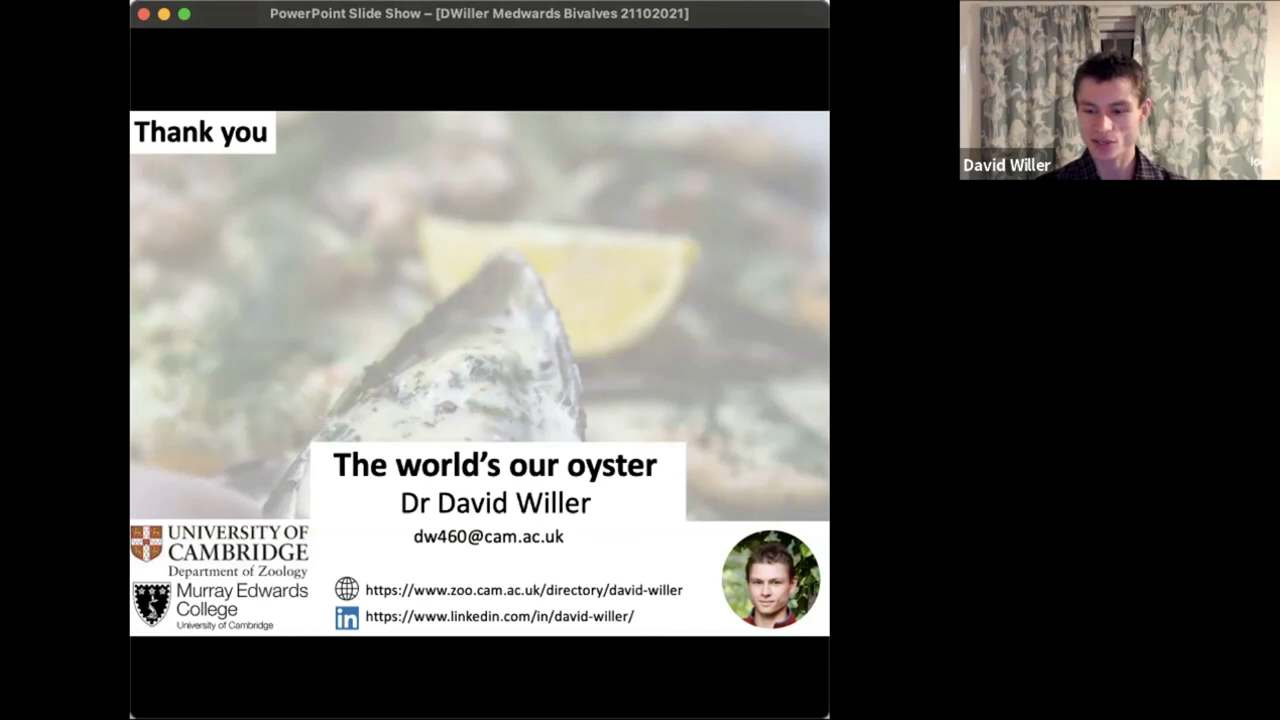 PowerPoint Slide Show – [DWiller Medwards Bivalves 21102021]
Thank you
David Willer
The world's our oyster
Dr David Willer
dw460@cam.ac.uk
UNIVERSITY OF
CAMBRIDGE
Department of Zoology
Murray Edwards
College
University of Cambridge
https://www.zoo.cam.ac.uk/directory/david-willer
in
https://www.linkedin.com/in/david-willer/